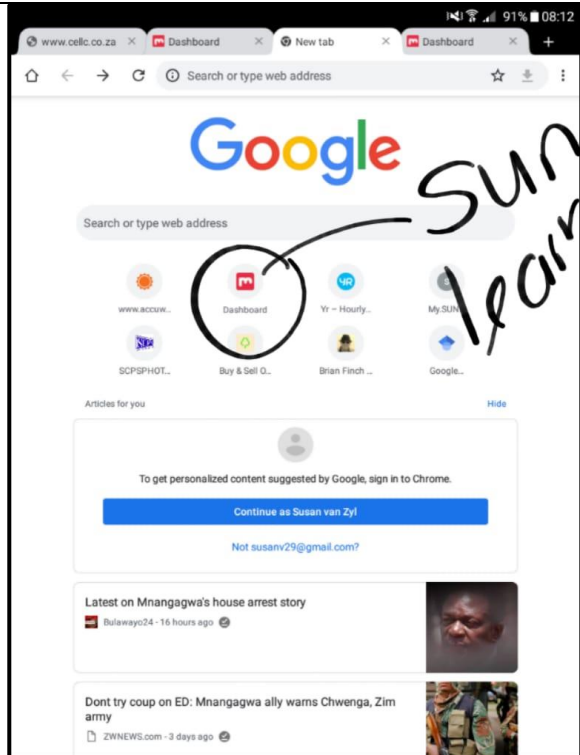 91% 08:12
www.cellc.co.za
Dashboard
New tab
Dashboard
Search or type web address
Google
sun
learn
Search or type web address
www.accuw...
Dashboard
Yr – Hourly...
My.SUN
SCPSPHOT...
Buy & Sell O...
Brian Finch ...
Google...
Articles for you
Hide
To get personalized content suggested by Google, sign in to Chrome.
Continue as Susan van Zyl
Not susanv29@gmail.com?
Latest on Mnangagwa's house arrest story
Bulawayo24 - 16 hours ago
Dont try coup on ED: Mnangagwa ally warns Chwenga, Zim
army
ZWNEWS.com - 3 days ago